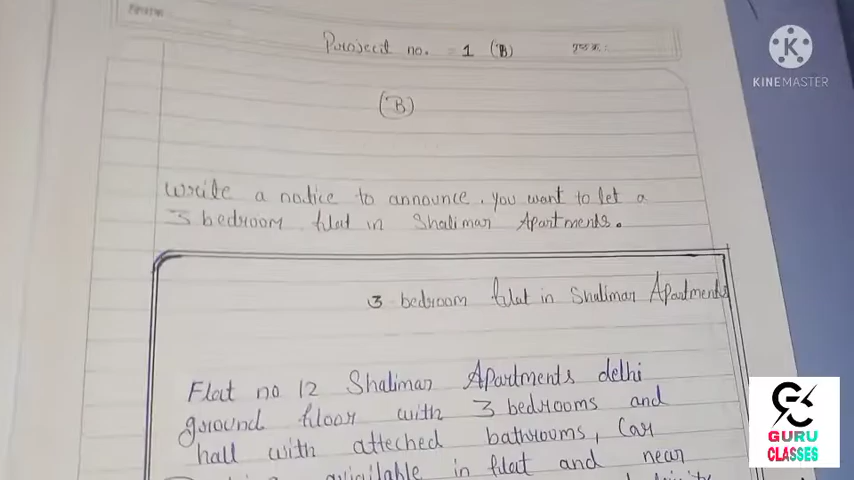 Project no. = 1 (B)
पृष्ठ क्र.:
(B)
Write a notice to announce. you want to let a
3 bedroom flat in Shalimar Apartments.
3 bedroom flat in Shalimar Apartments
Flat no 12 Shalimar Apartments delhi
ground floor with 3 bedrooms and
hall with atteched bathrooms, Car
available in flat and near
KINEMASTER
GURU
CLASSES